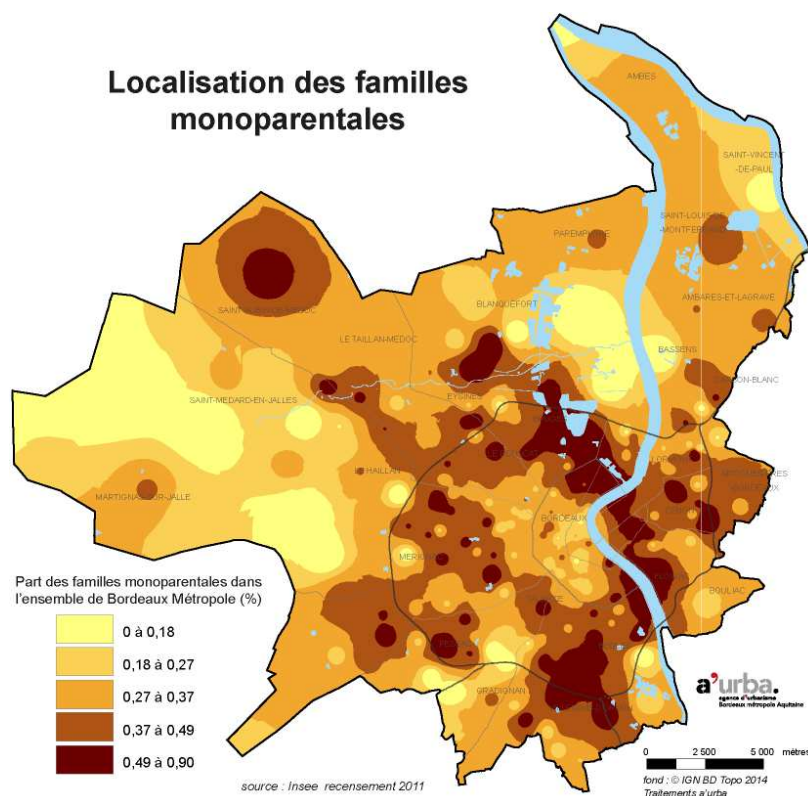 Localisation des familles
monoparentales
AMBÈS
SAINT-VINCENT
-DE-PAUL
SAINT-LOUIS-DE
-MONTFERRAND
PAREMPUYRE
AMBARES-ET-LAGRAVE
BLANQUEFORT
LE TAILLAN-MEDOC
BASSENS
SAINT-MEDARD-EN-JALLES
EYSINES
LE HAILLAN
MARTIGNAS-SUR-JALLE
BORDEAUX
BOULIAC
GRADIGNAN
Part des familles monoparentales dans
l'ensemble de Bordeaux Métropole (%)
0 à 0,18
0,18 à 0,27
0,27 à 0,37
0,37 à 0,49
0,49 à 0,90
a'urba.
agence d'urbanisme
Bordeaux métropole Aquitaine
0 2 500 5 000 mètres
source : Insee recensement 2011
fond : © IGN BD Topo 2014
Traitements a'urba